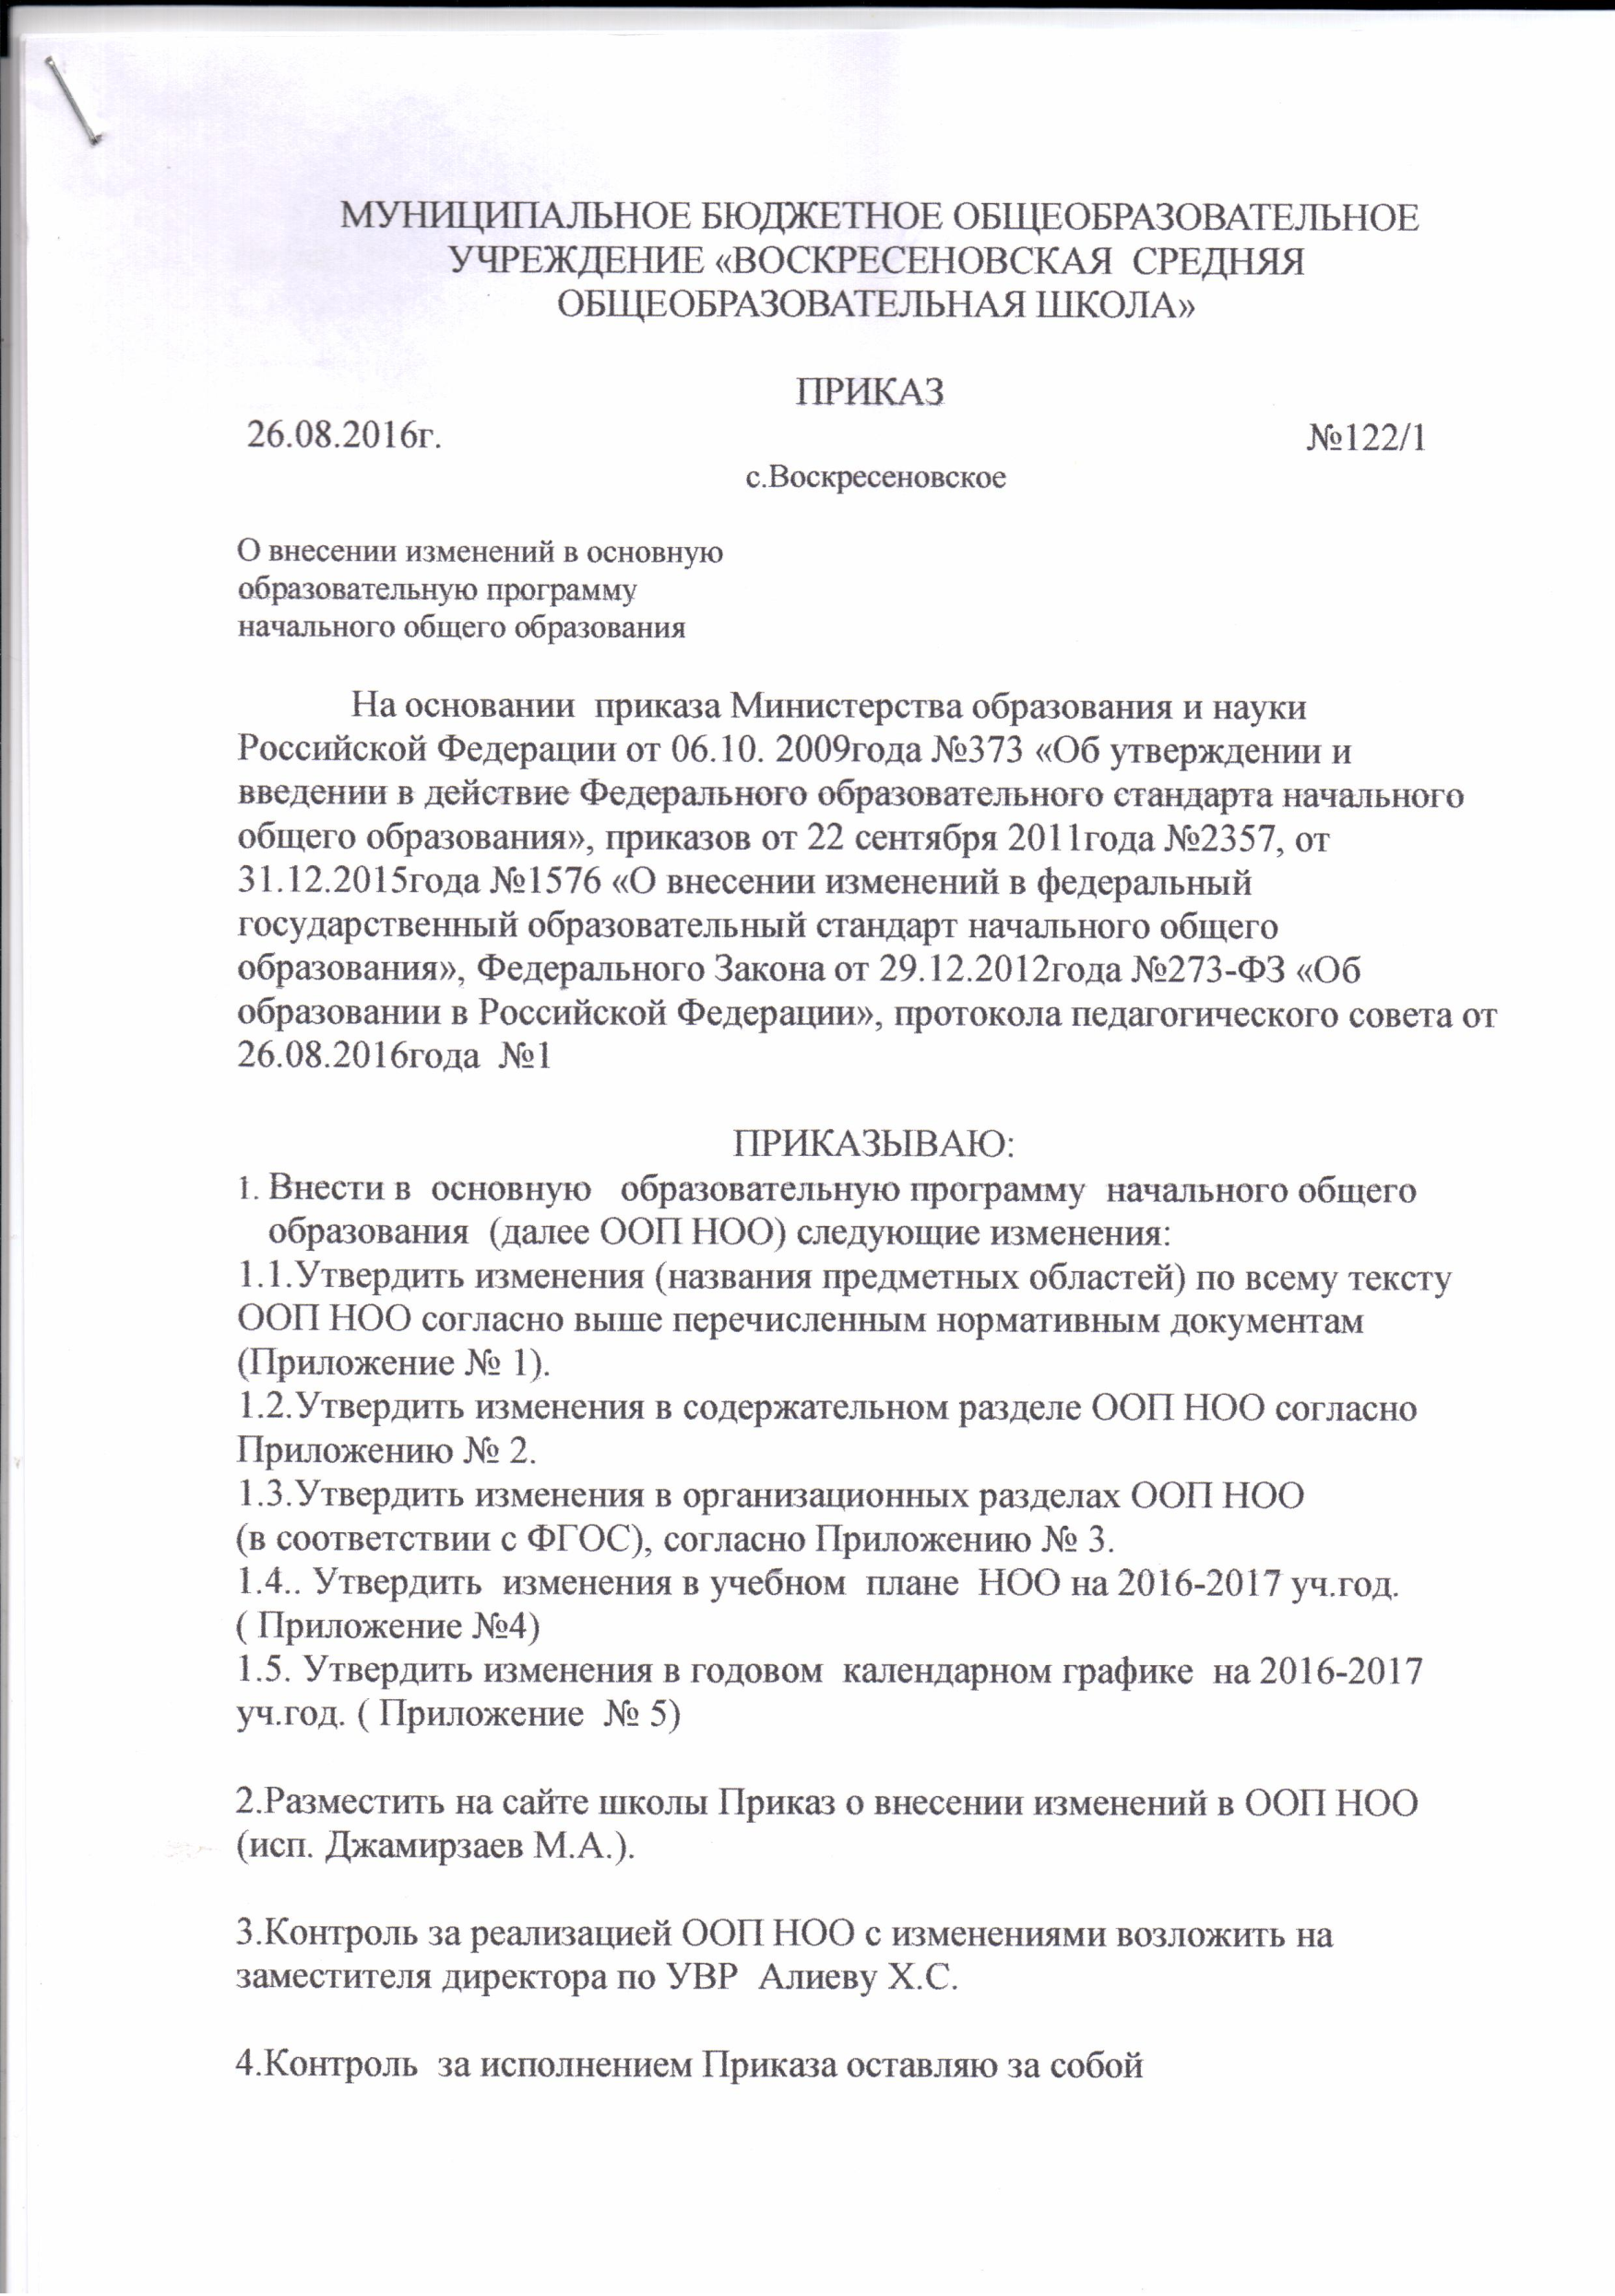 МУНИЦИПАЛЬНОЕ БЮДЖЕТНОЕ ОБЩЕОБРАЗОВАТЕЛЬНОЕ
УЧРЕЖДЕНИЕ «ВОСКРЕСЕНОВСКАЯ СРЕДНЯЯ
ОБЩЕОБРАЗОВАТЕЛЬНАЯ ШКОЛА»
ПРИКАЗ
26.08.2016г. №122/1
с.Воскресеновское
О внесении изменений в основную
образовательную программу
начального общего образования
На основании приказа Министерства образования и науки
Российской Федерации от 06.10. 2009года №373 «Об утверждении и
введении в действие Федерального образовательного стандарта начального
общего образования», приказов от 22 сентября 2011года №2357, от
31.12.2015года №1576 «О внесении изменений в федеральный
государственный образовательный стандарт начального общего
образования», Федерального Закона от 29.12.2012года №273-ФЗ «Об
образовании в Российской Федерации», протокола педагогического совета от
26.08.2016года №1
ПРИКАЗЫВАЮ:
1. Внести в основную образовательную программу начального общего
образования (далее ООП НОО) следующие изменения:
1.1.Утвердить изменения (названия предметных областей) по всему тексту
ООП НОО согласно выше перечисленным нормативным документам
(Приложение № 1).
1.2.Утвердить изменения в содержательном разделе ООП НОО согласно
Приложению № 2.
1.3.Утвердить изменения в организационных разделах ООП НОО
(в соответствии с ФГОС), согласно Приложению № 3.
1.4.. Утвердить изменения в учебном плане НОО на 2016-2017 уч.год.
( Приложение №4)
1.5. Утвердить изменения в годовом календарном графике на 2016-2017
уч.год. ( Приложение № 5)
2.Разместить на сайте школы Приказ о внесении изменений в ООП НОО
(исп. Джамирзаев М.А.).
3.Контроль за реализацией ООП НОО с изменениями возложить на
заместителя директора по УВР Алиеву Х.С.
4.Контроль за исполнением Приказа оставляю за собой